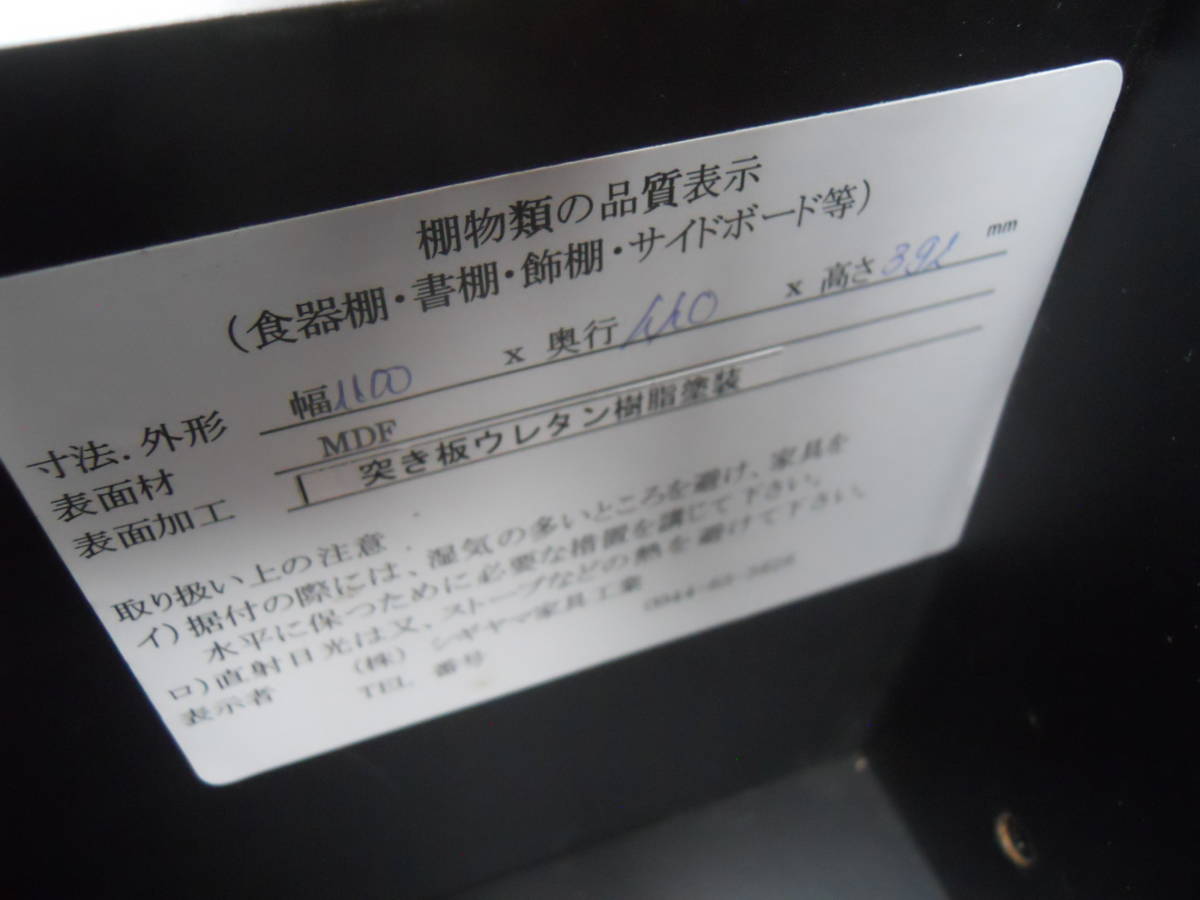 棚物類の品質表示
(食器棚・書棚・飾棚・サイドボード等)
寸法.外形 幅1100 x 奥行440 x 高さ392 mm
表面材 MDF
表面加工 突き板ウレタン樹脂塗装
取り扱い上の注意
イ)据付の際には、湿気の多いところを避け、家具を
水平に保つために必要な措置を講じて下さい。
ロ)直射日光は又、ストーブなどの熱を避けて下さい。
表示者 (株) シギヤマ家具工業
TEL 番号